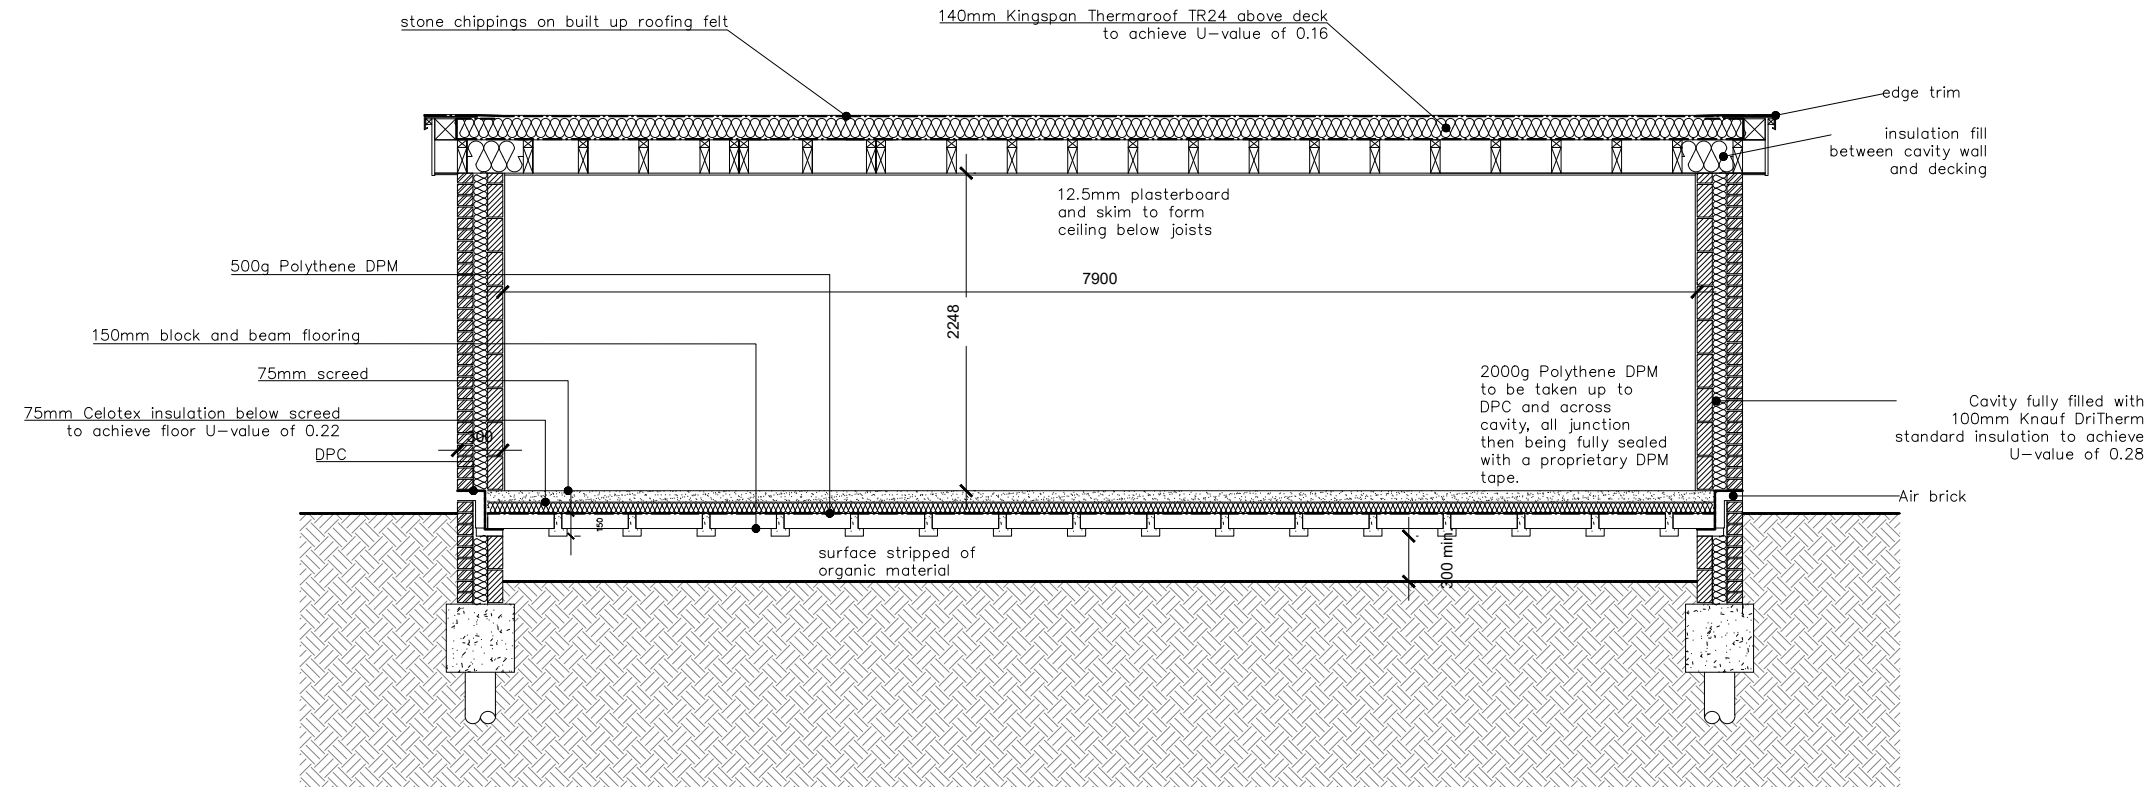 stone chippings on built up roofing felt
140mm Kingspan Thermaroof TR24 above deck
to achieve U-value of 0.16
edge trim
insulation fill
between cavity wall
and decking
12.5mm plasterboard
and skim to form
ceiling below joists
500g Polythene DPM
7900
2248
150mm block and beam flooring
75mm screed
75mm Celotex insulation below screed
to achieve floor U-value of 0.22
300
DPC
2000g Polythene DPM
to be taken up to
DPC and across
cavity, all junction
then being fully sealed
with a proprietary DPM
tape.
Cavity fully filled with
100mm Knauf DriTherm
standard insulation to achieve
U-value of 0.28
Air brick
150
surface stripped of
organic material
300 min